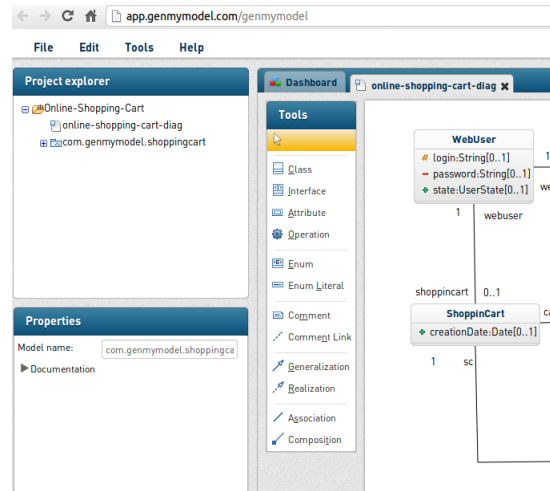 app.genmymodel.com/genmymodel
File Edit Tools Help
Project explorer
Online-Shopping-Cart
online-shopping-cart-diag
com.genmymodel.shoppingcart
Properties
Model name: com.genmymodel.shoppingca
Documentation
Dashboard online-shopping-cart-diag
Tools
Class
Interface
Attribute
Operation
Enum
Enum Literal
Comment
Comment Link
Generalization
Realization
Association
Composition
WebUser
# login:String[0..1]
- password:String[0..1]
+ state:UserState[0..1]
1
we
1 webuser
shoppincart 0..1
ShoppinCart
ca
+ creationDate:Date[0..1]
1 sc